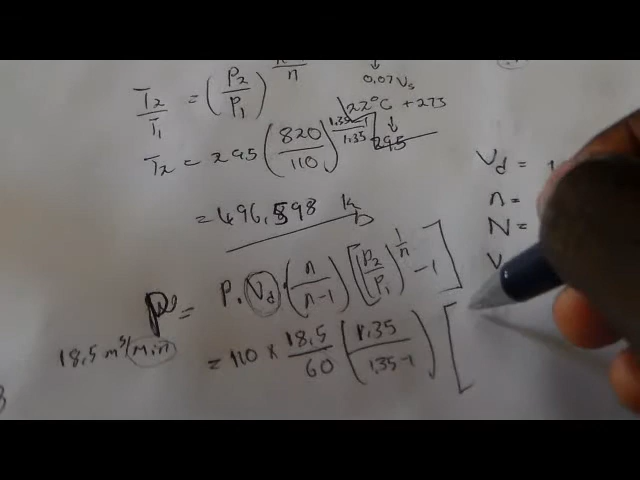 n
0.07 Vs
T2/T1 = (P2/P1)
22°C + 273
T2 = 295 (820/110)^(1.35-1/1.35) 295
Vd =
n =
= 496.598 k
N =
V
P = P. Vd . (n/n-1) [(P2/P1)^(1/n) - 1]
18,5 m³/min
= 110 × 18,5/60 (1,35/1,35-1) [